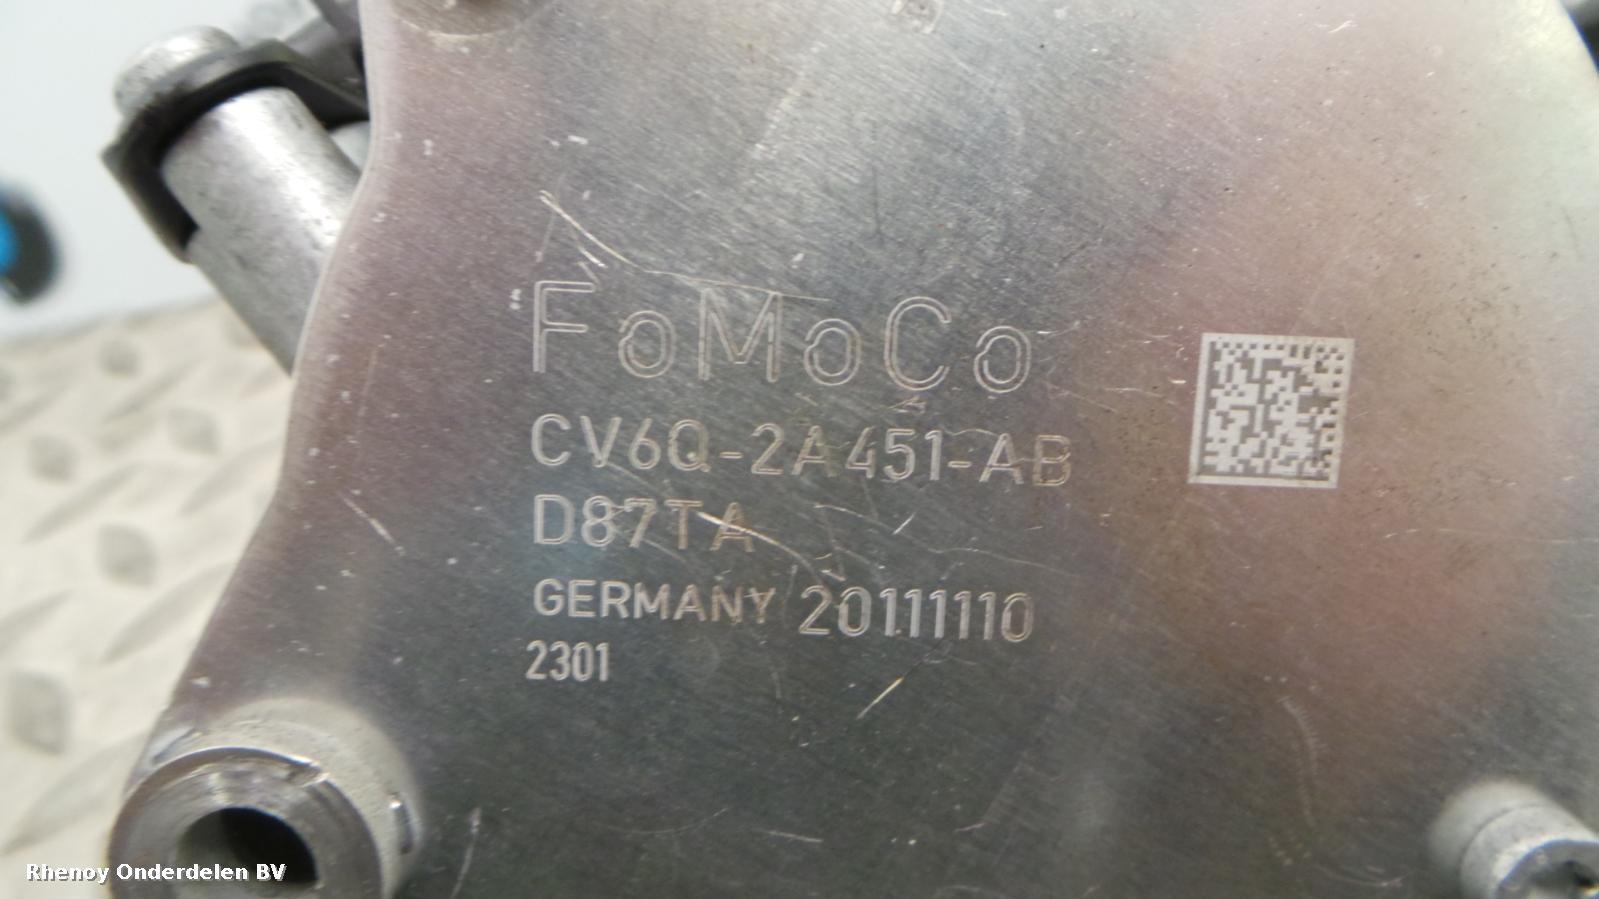 FoMoCo
CV6Q-2A451-AB
D87TA
GERMANY 20111110
2301
Rhenoy Onderdelen BV